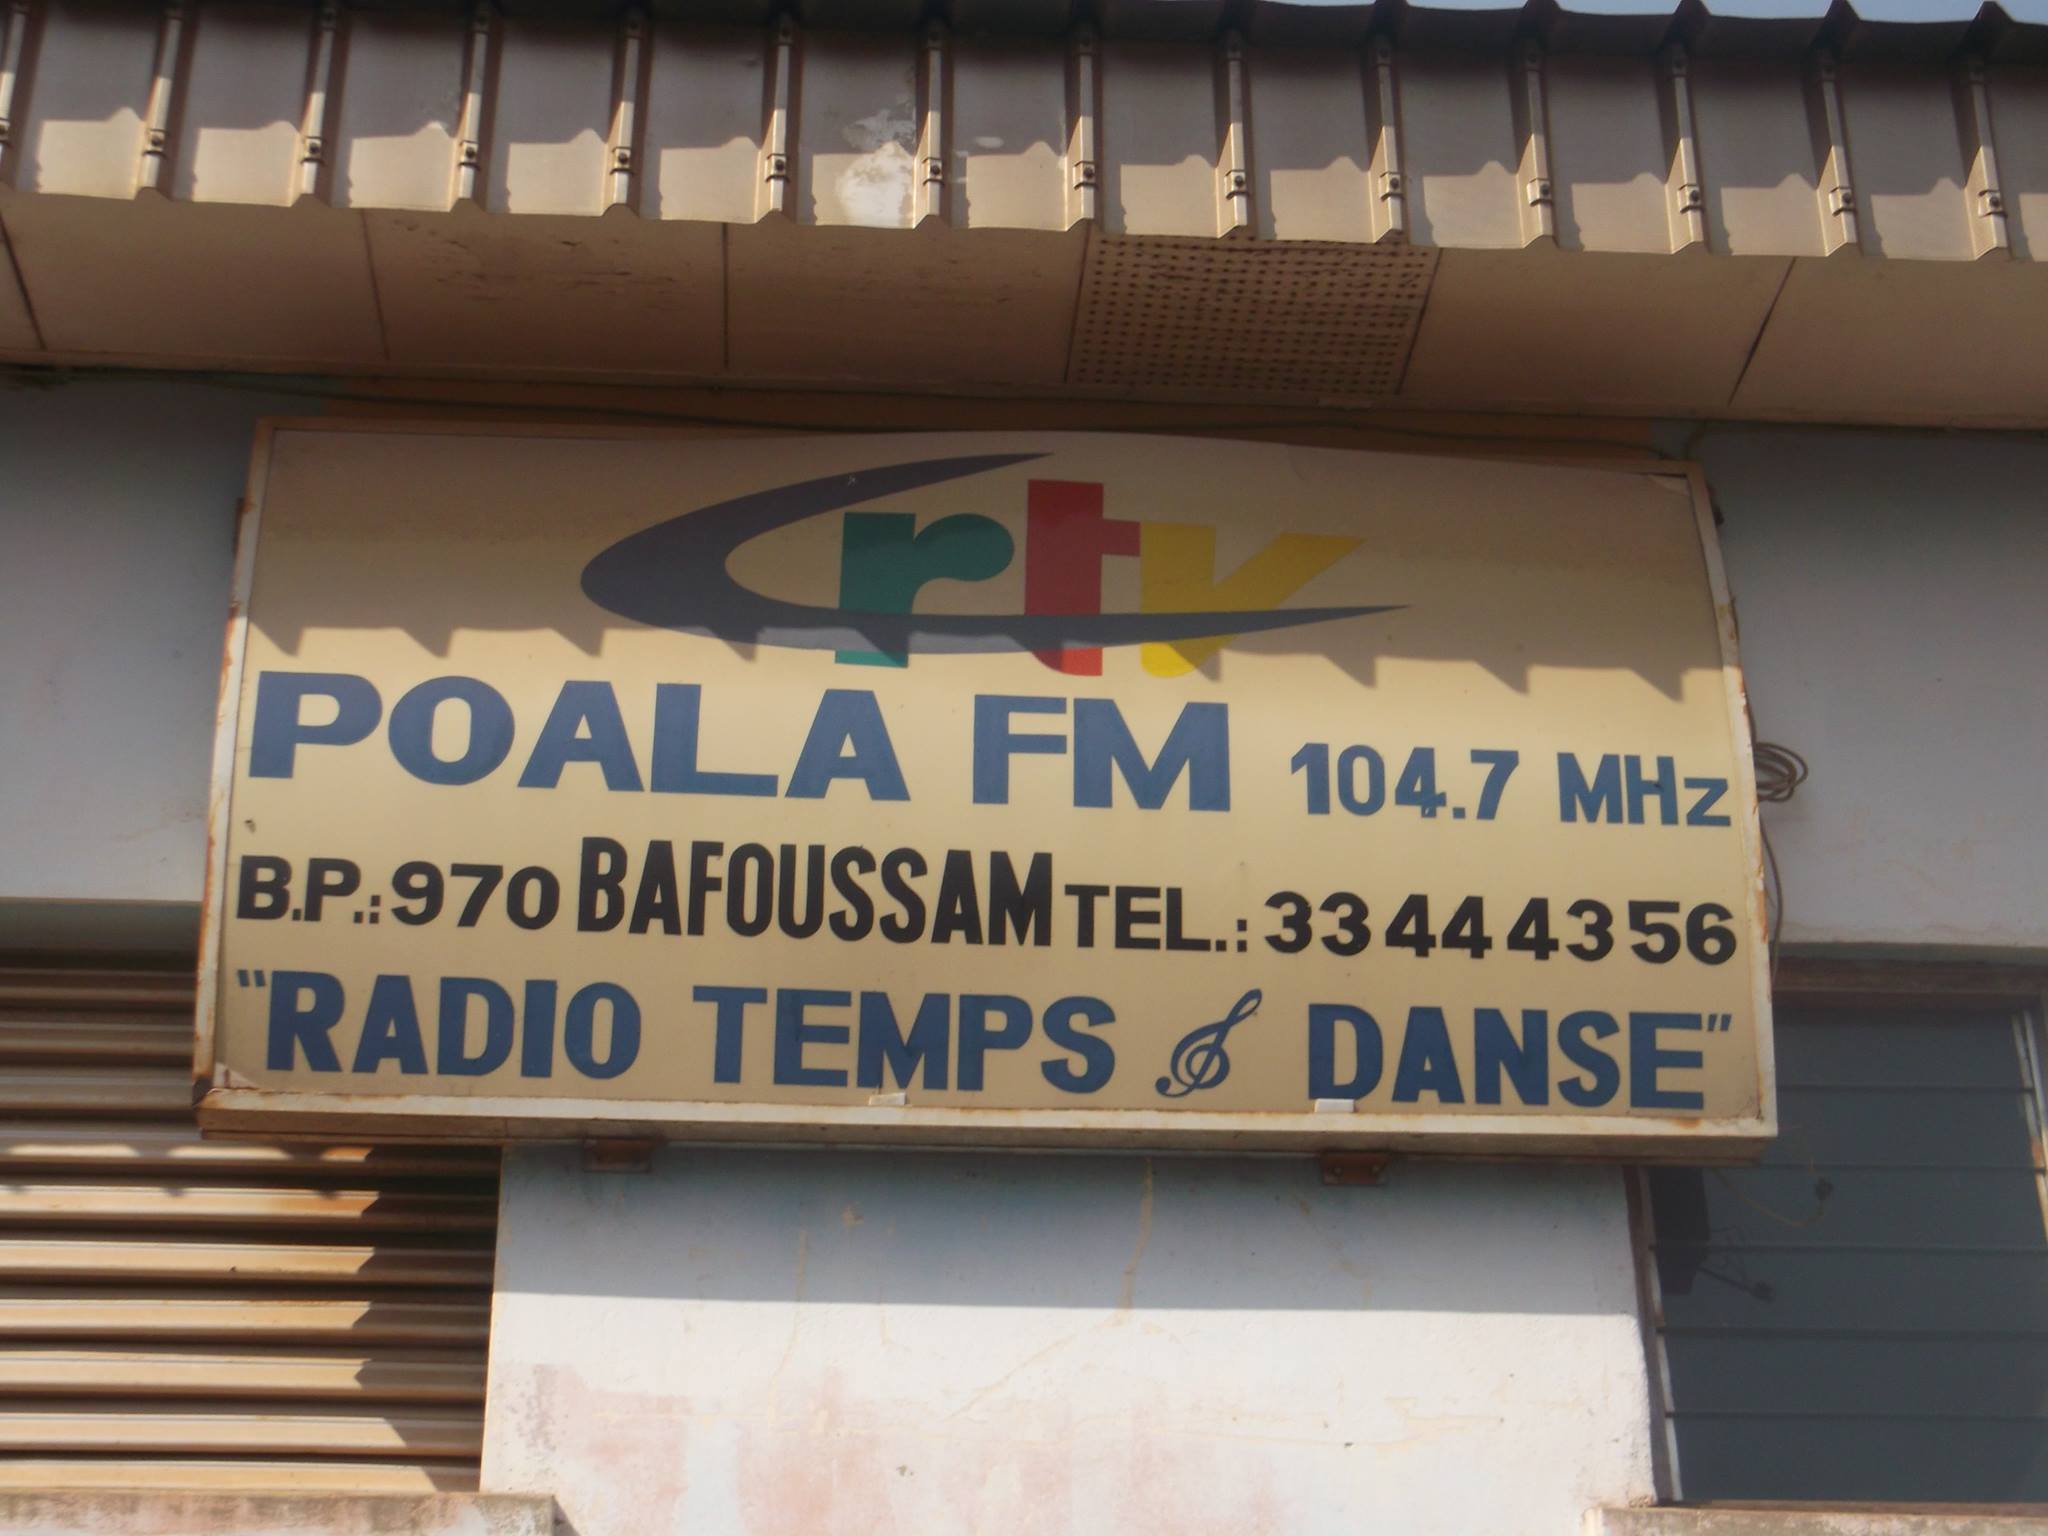 crtv
POALA FM 104.7 MHz
B.P.: 970 BAFOUSSAM TEL.: 33 44 43 56
"RADIO TEMPS & DANSE"